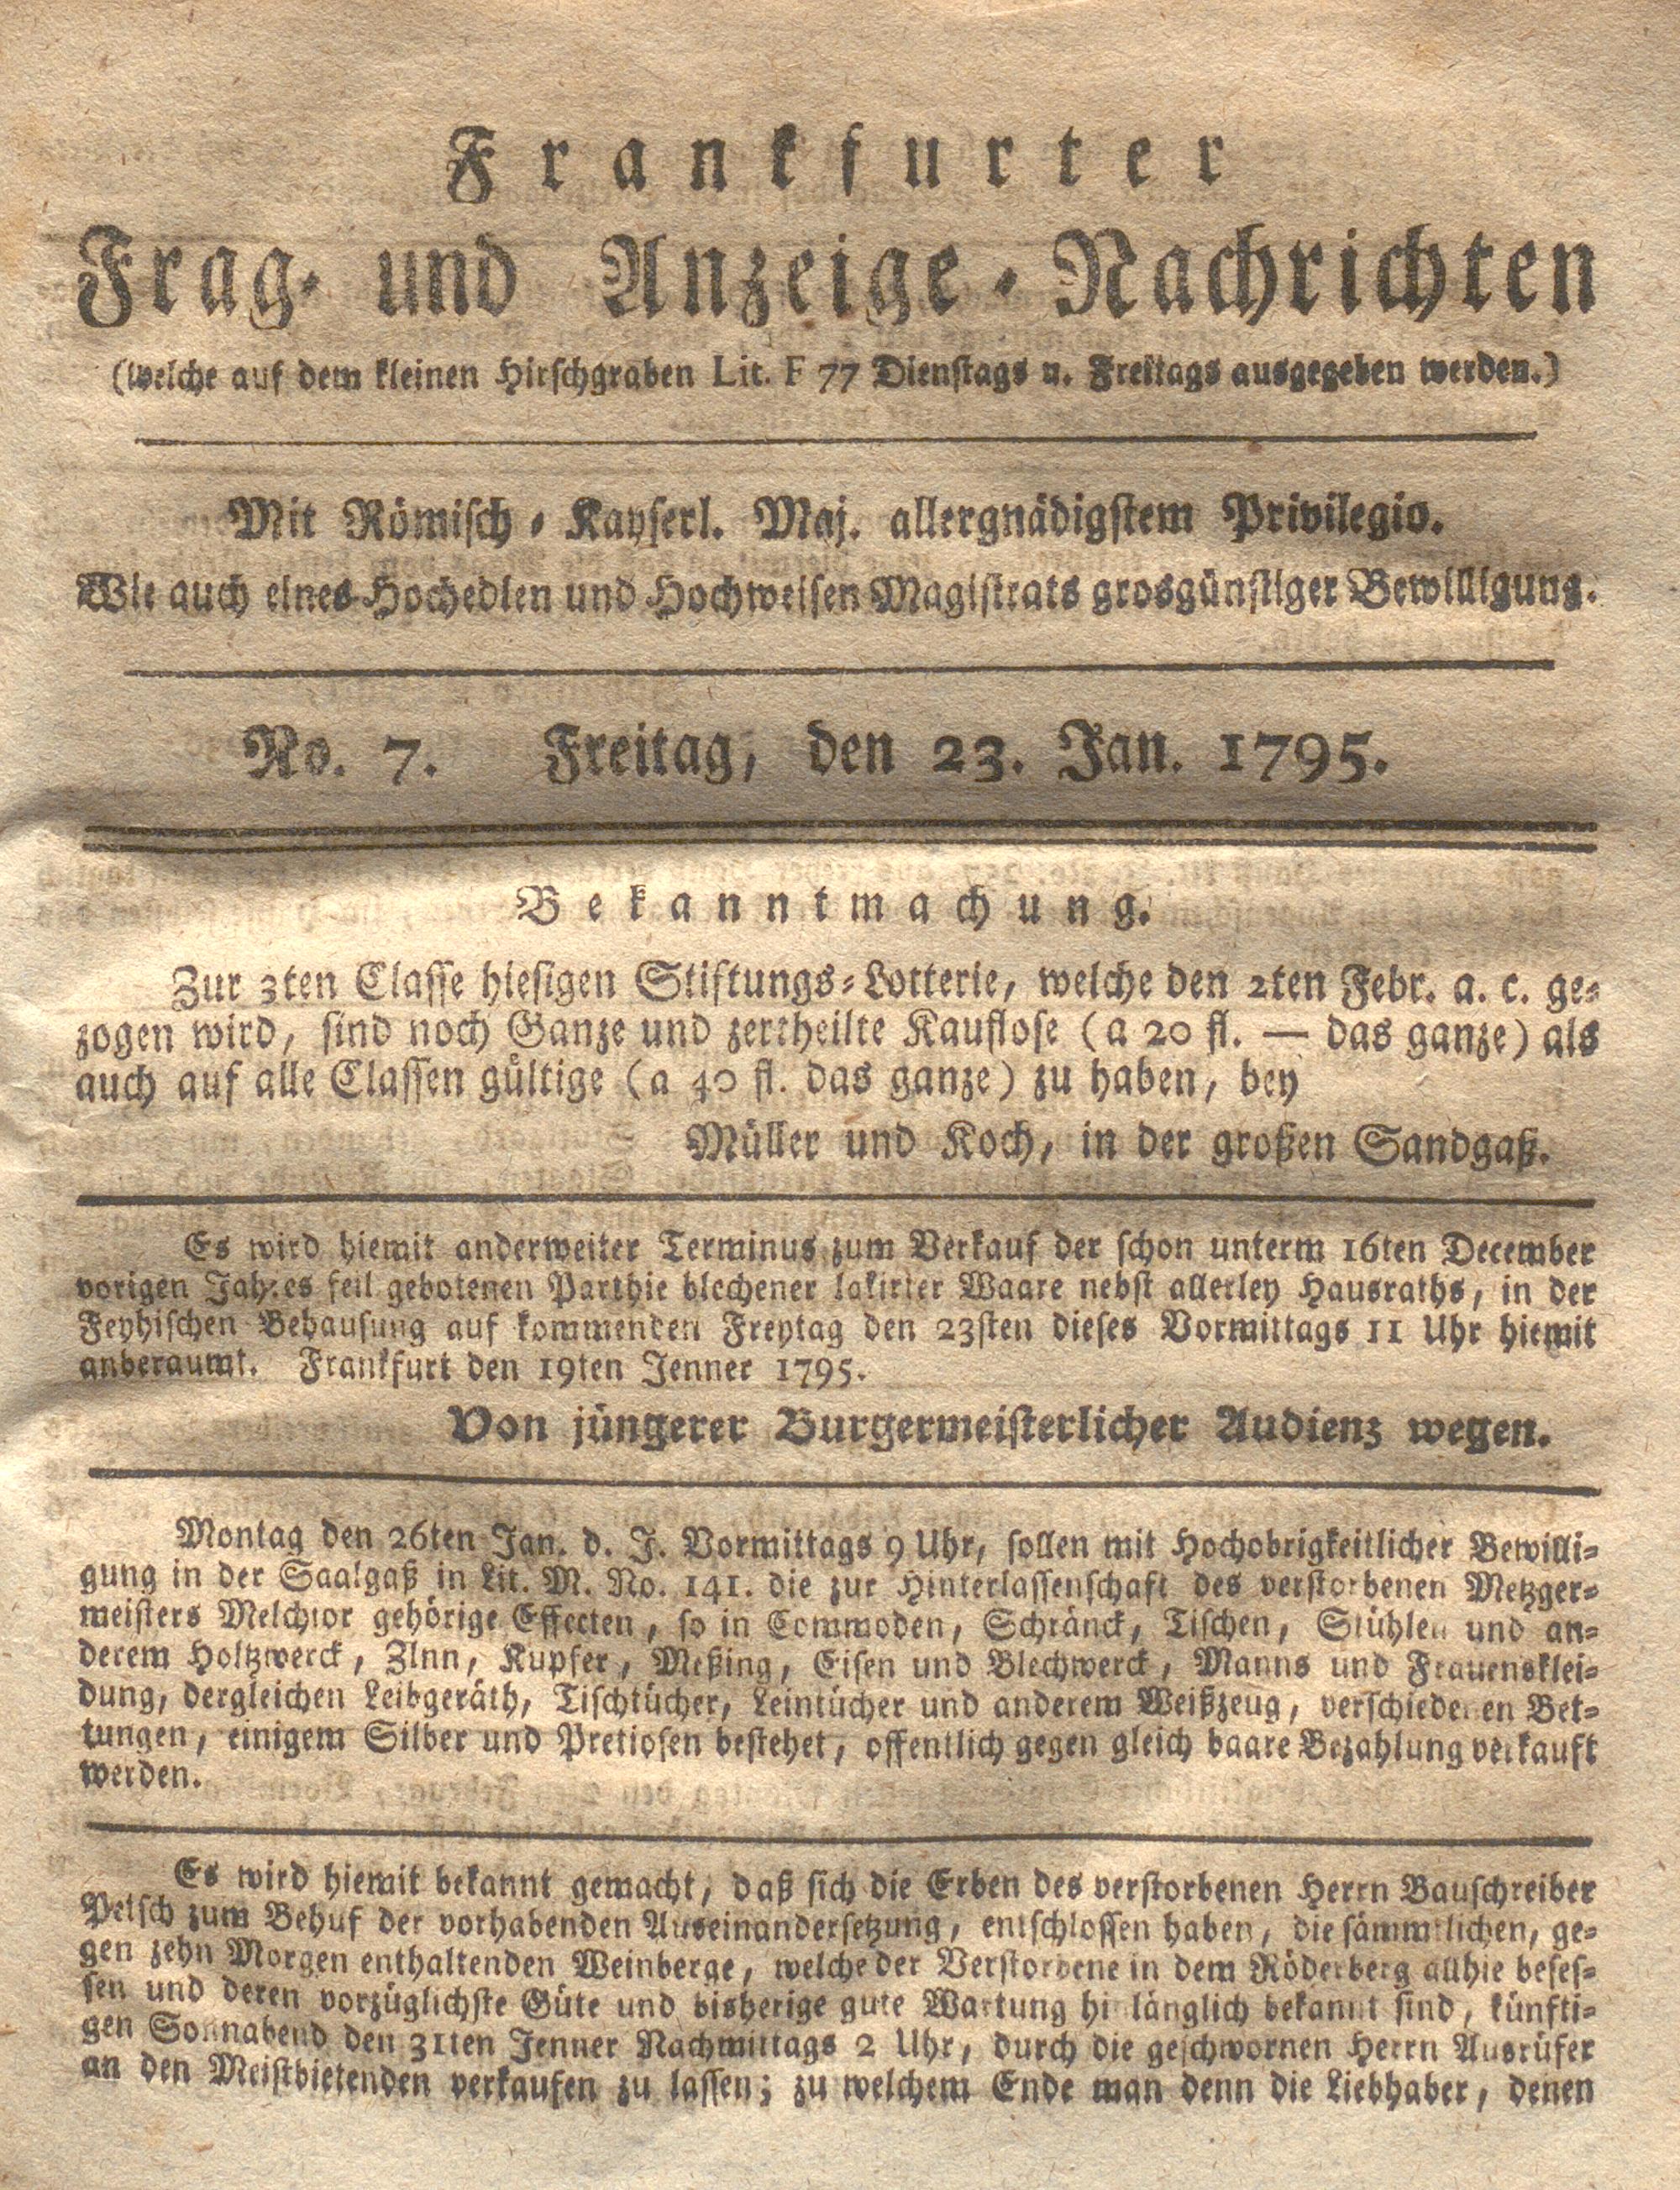 Frankfurter
Frag- und Anzeige-Nachrichten
(welche auf dem kleinen Hirschgraben Lit. F 77 Dienstags u. Freitags ausgegeben werden.)
Mit Römisch-Kayserl. Maj. allergnädigstem Privilegio.
Wie auch eines Hochedlen und Hochweisen Magistrats grosgünstiger Bewilligung.
No. 7. Freitag, den 23. Jan. 1795.
Bekanntmachung.
Zur 3ten Classe hiesigen Stiftungs-Lotterie, welche den 2ten Febr. a. c. ge-
zogen wird, sind noch Ganze und zertheilte Kauflose (a 20 fl. — das ganze) als
auch auf alle Classen gültige (a 40 fl. das ganze) zu haben, bey
Müller und Koch, in der großen Sandgaß.
Es wird hiemit anderweiter Terminus zum Verkauf der schon unterm 16ten December
vorigen Jahres feil gebotenen Parthie blechener lakirter Waare nebst allerley Hausraths, in der
Feyhischen Behausung auf kommenden Freytag den 23sten dieses Vormittags 11 Uhr hiemit
anberaumt. Frankfurt den 19ten Jenner 1795.
Von jüngerer Burgermeisterlicher Audienz wegen.
Montag den 26ten Jan. d. J. Vormittags 9 Uhr, sollen mit Hochobrigkeitlicher Bewilli-
gung in der Saalgaß in Lit. M. No. 141. die zur Hinterlassenschaft des verstorbenen Metzger-
meisters Melchior gehörige Effecten, so in Commoden, Schränck, Tischen, Stühlen und an-
derem Holtzwerck, Zinn, Kupfer, Meßing, Eisen und Blechwerck, Manns und Frauensklei-
dung, dergleichen Leibgeräth, Tischtücher, Leintücher und anderem Weißzeug, verschiedenen Bet-
tungen, einigem Silber und Pretiosen bestehet, offentlich gegen gleich baare Bezahlung verkauft
werden.
Es wird hiemit bekannt gemacht, daß sich die Erben des verstorbenen Herrn Bauschreiber
Petsch zum Behuf der vorhabenden Auseinandersetzung, entschlossen haben, die sämmtlichen, ge-
gen zehn Morgen enthaltenden Weinberge, welche der Verstorbene in dem Röderberg allhie beses-
sen und deren vorzüglichste Güte und bisherige gute Wartung hinlänglich bekannt sind, künfti-
gen Sonnabend den 31ten Jenner Nachmittags 2 Uhr, durch die geschwornen Herrn Ausrüfer
an den Meistbietenden verkaufen zu lassen; zu welchem Ende man denn die Liebhaber, denen